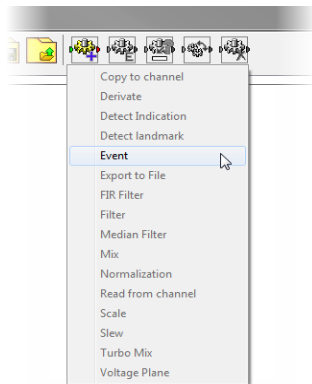 E
X
Copy to channel
Derivate
Detect Indication
Detect landmark
Event
Export to File
FIR Filter
Filter
Median Filter
Mix
Normalization
Read from channel
Scale
Slew
Turbo Mix
Voltage Plane